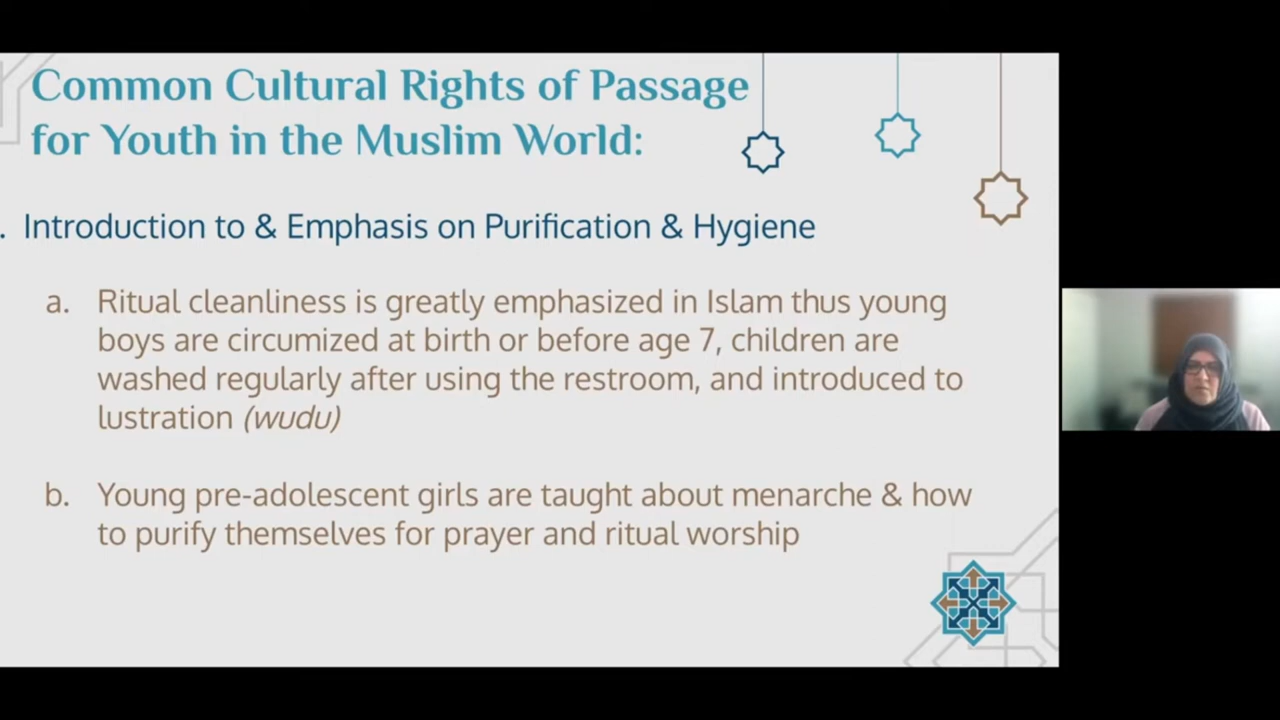 Common Cultural Rights of Passage
for Youth in the Muslim World:
. Introduction to & Emphasis on Purification & Hygiene
a. Ritual cleanliness is greatly emphasized in Islam thus young
boys are circumized at birth or before age 7, children are
washed regularly after using the restroom, and introduced to
lustration (wudu)
b. Young pre-adolescent girls are taught about menarche & how
to purify themselves for prayer and ritual worship